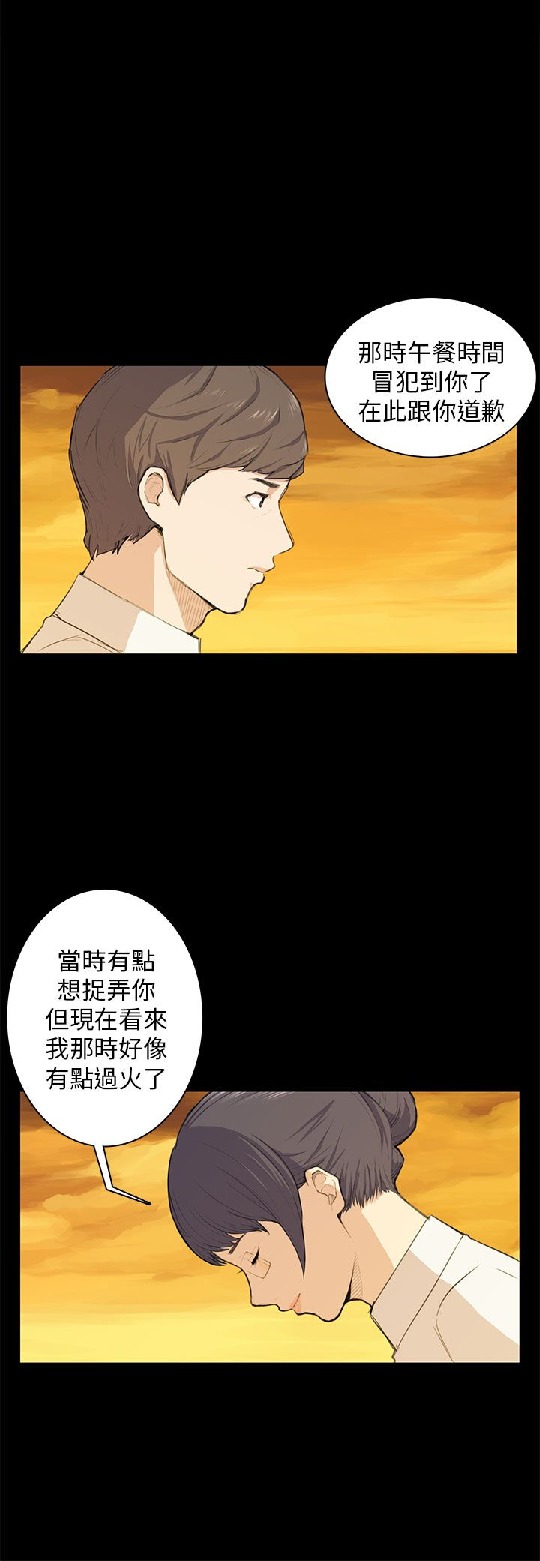 那時午餐時間
冒犯到你了
在此跟你道歉
當時有點
想捉弄你
但現在看來
我那時好像
有點過火了